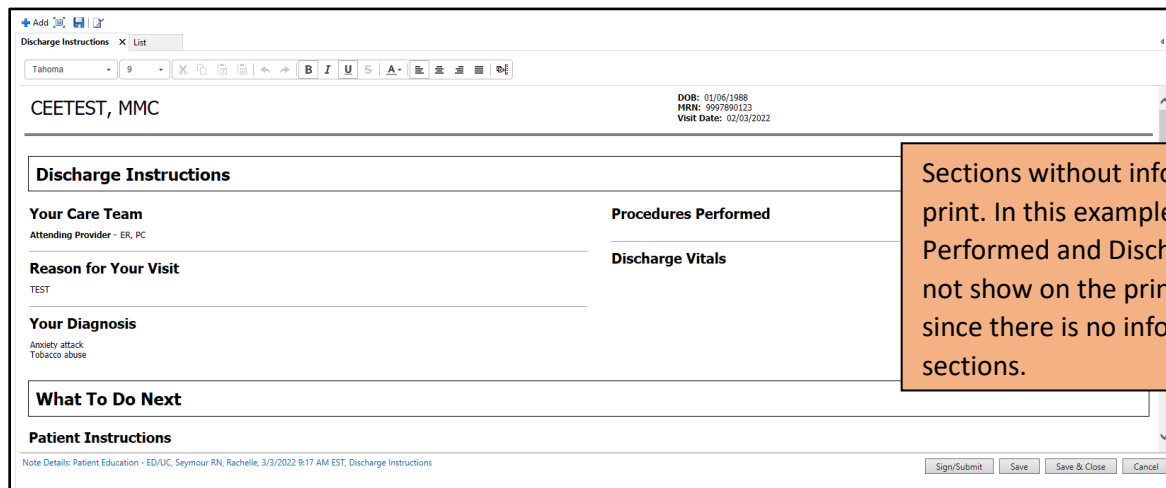 Add
Discharge Instructions X List
Tahoma 9 B I U S A
CEETEST, MMC
DOB: 01/06/1988
MRN: 9997890123
Visit Date: 02/03/2022
Discharge Instructions
Your Care Team
Attending Provider - ER, PC
Reason for Your Visit
TEST
Your Diagnosis
Anxiety attack
Tobacco abuse
Procedures Performed
Discharge Vitals
Sections without
print. In this example
Performed and
not show on the
since there is no
sections.
What To Do Next
Patient Instructions
Note Details: Patient Education - ED/UC, Seymour RN, Rachelle, 3/3/2022 9:17 AM EST, Discharge Instructions
Sign/Submit Save Save & Close Cancel